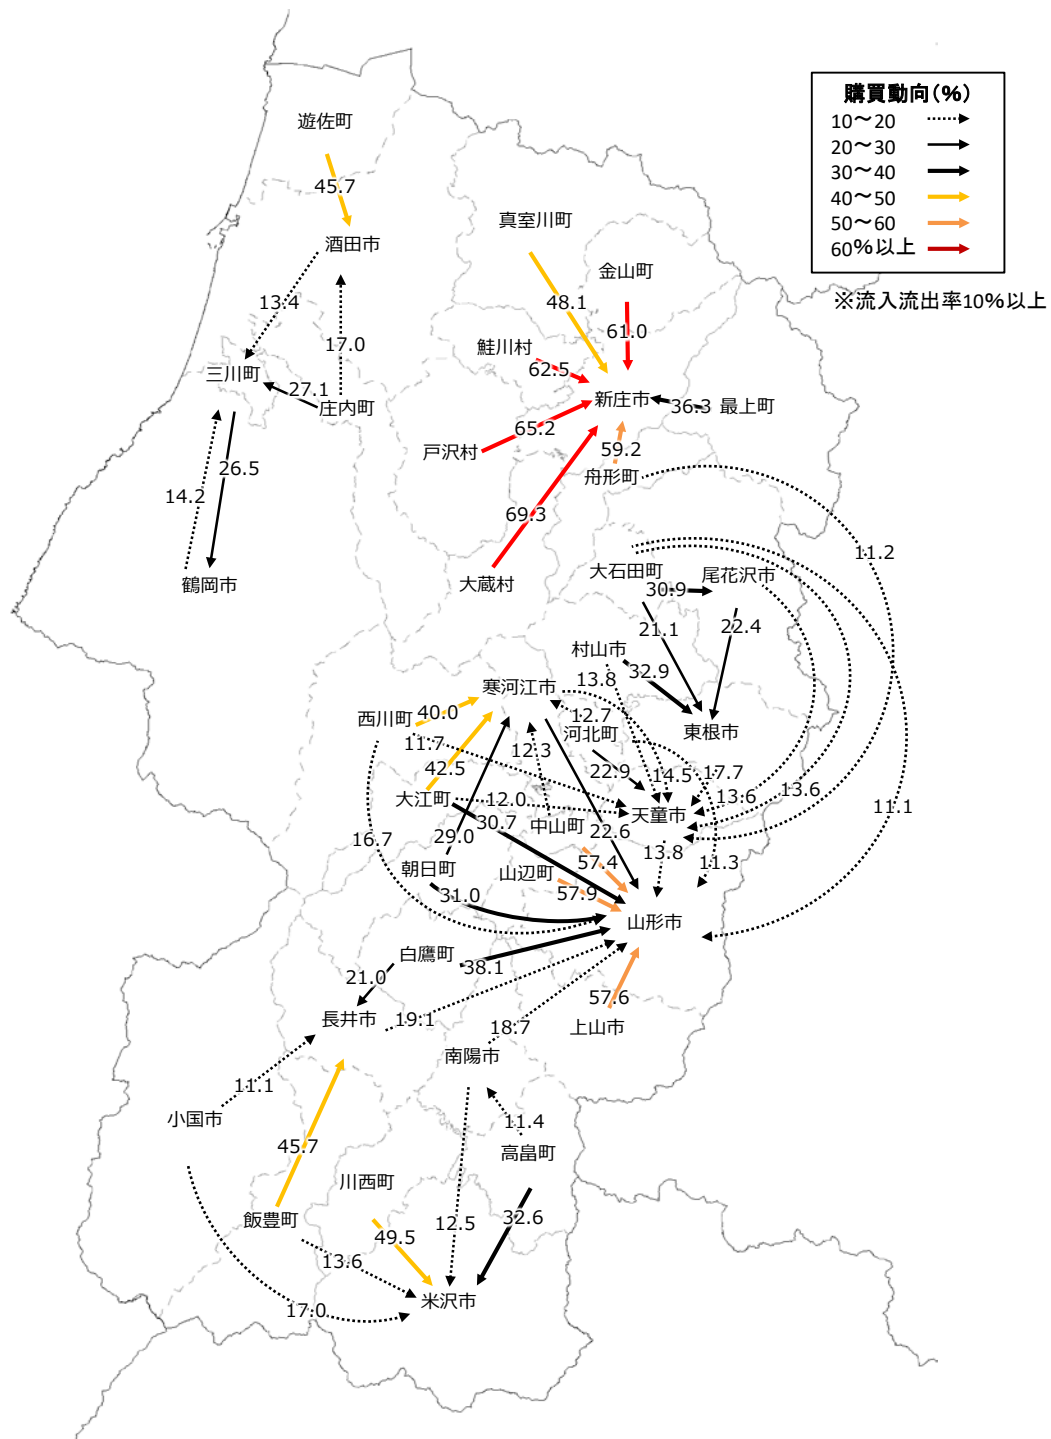 購買動向(%)
10～20
20～30
30～40
40～50
50～60
60%以上
※流入流出率10%以上
遊佐町
45.7
酒田市
13.4
17.0
三川町
27.1
庄内町
26.5
14.2
鶴岡市
真室川町
金山町
48.1
61.0
鮭川村
62.5
新庄市
36.3
最上町
65.2
戸沢村
59.2
舟形町
69.3
大蔵村
11.2
大石田町
尾花沢市
30.9
21.1
22.4
村山市
32.9
13.8
寒河江市
12.7
西川町
40.0
河北町
東根市
11.7
12.3
42.5
22.9
14.5
17.7
13.6
13.6
11.1
大江町
12.0
天童市
30.7
中山町
22.6
16.7
29.0
13.8
11.3
朝日町
山辺町
57.4
31.0
57.9
山形市
白鷹町
38.1
21.0
57.6
長井市
19.1
18.7
上山市
南陽市
11.1
小国市
11.4
45.7
高畠町
川西町
飯豊町
49.5
12.5
32.6
13.6
17.0
米沢市